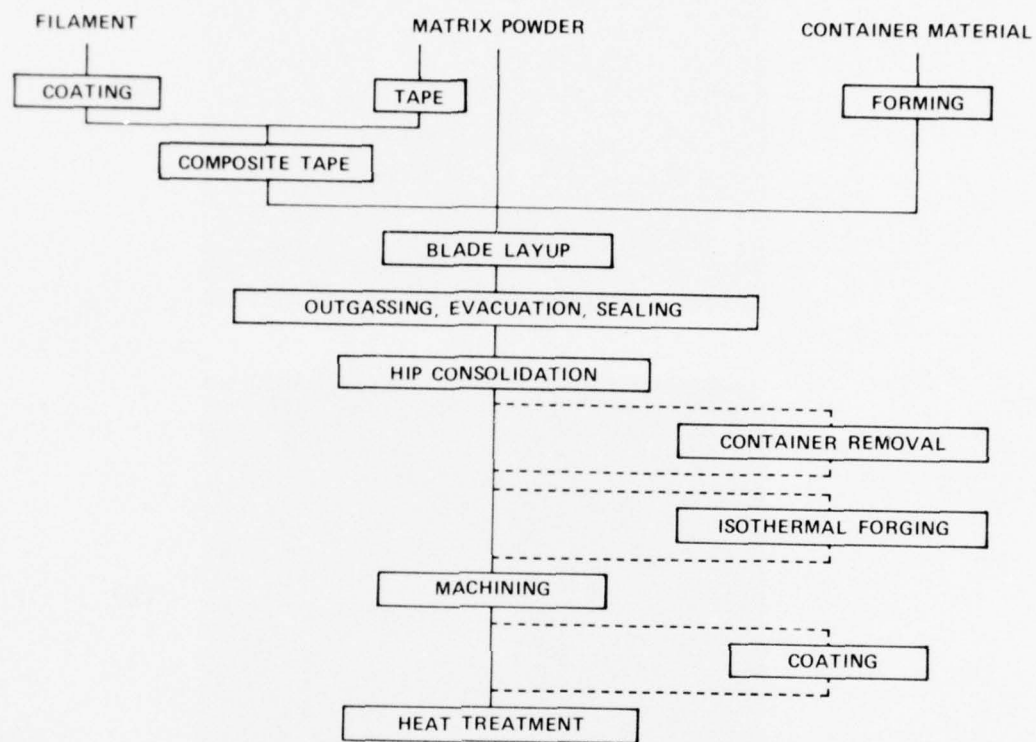 FILAMENT
MATRIX POWDER
CONTAINER MATERIAL
COATING
TAPE
FORMING
COMPOSITE TAPE
BLADE LAYUP
OUTGASSING, EVACUATION, SEALING
HIP CONSOLIDATION
CONTAINER REMOVAL
ISOTHERMAL FORGING
MACHINING
COATING
HEAT TREATMENT